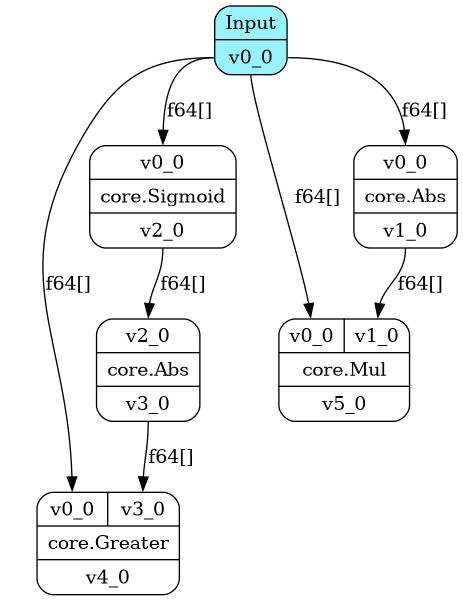 Input
v0_0
f64[]
f64[]
v0_0
core.Sigmoid
v2_0
f64[]
v0_0
core.Abs
v1_0
f64[]
f64[]
f64[]
v2_0
core.Abs
v3_0
v0_0 v1_0
core.Mul
v5_0
f64[]
v0_0 v3_0
core.Greater
v4_0